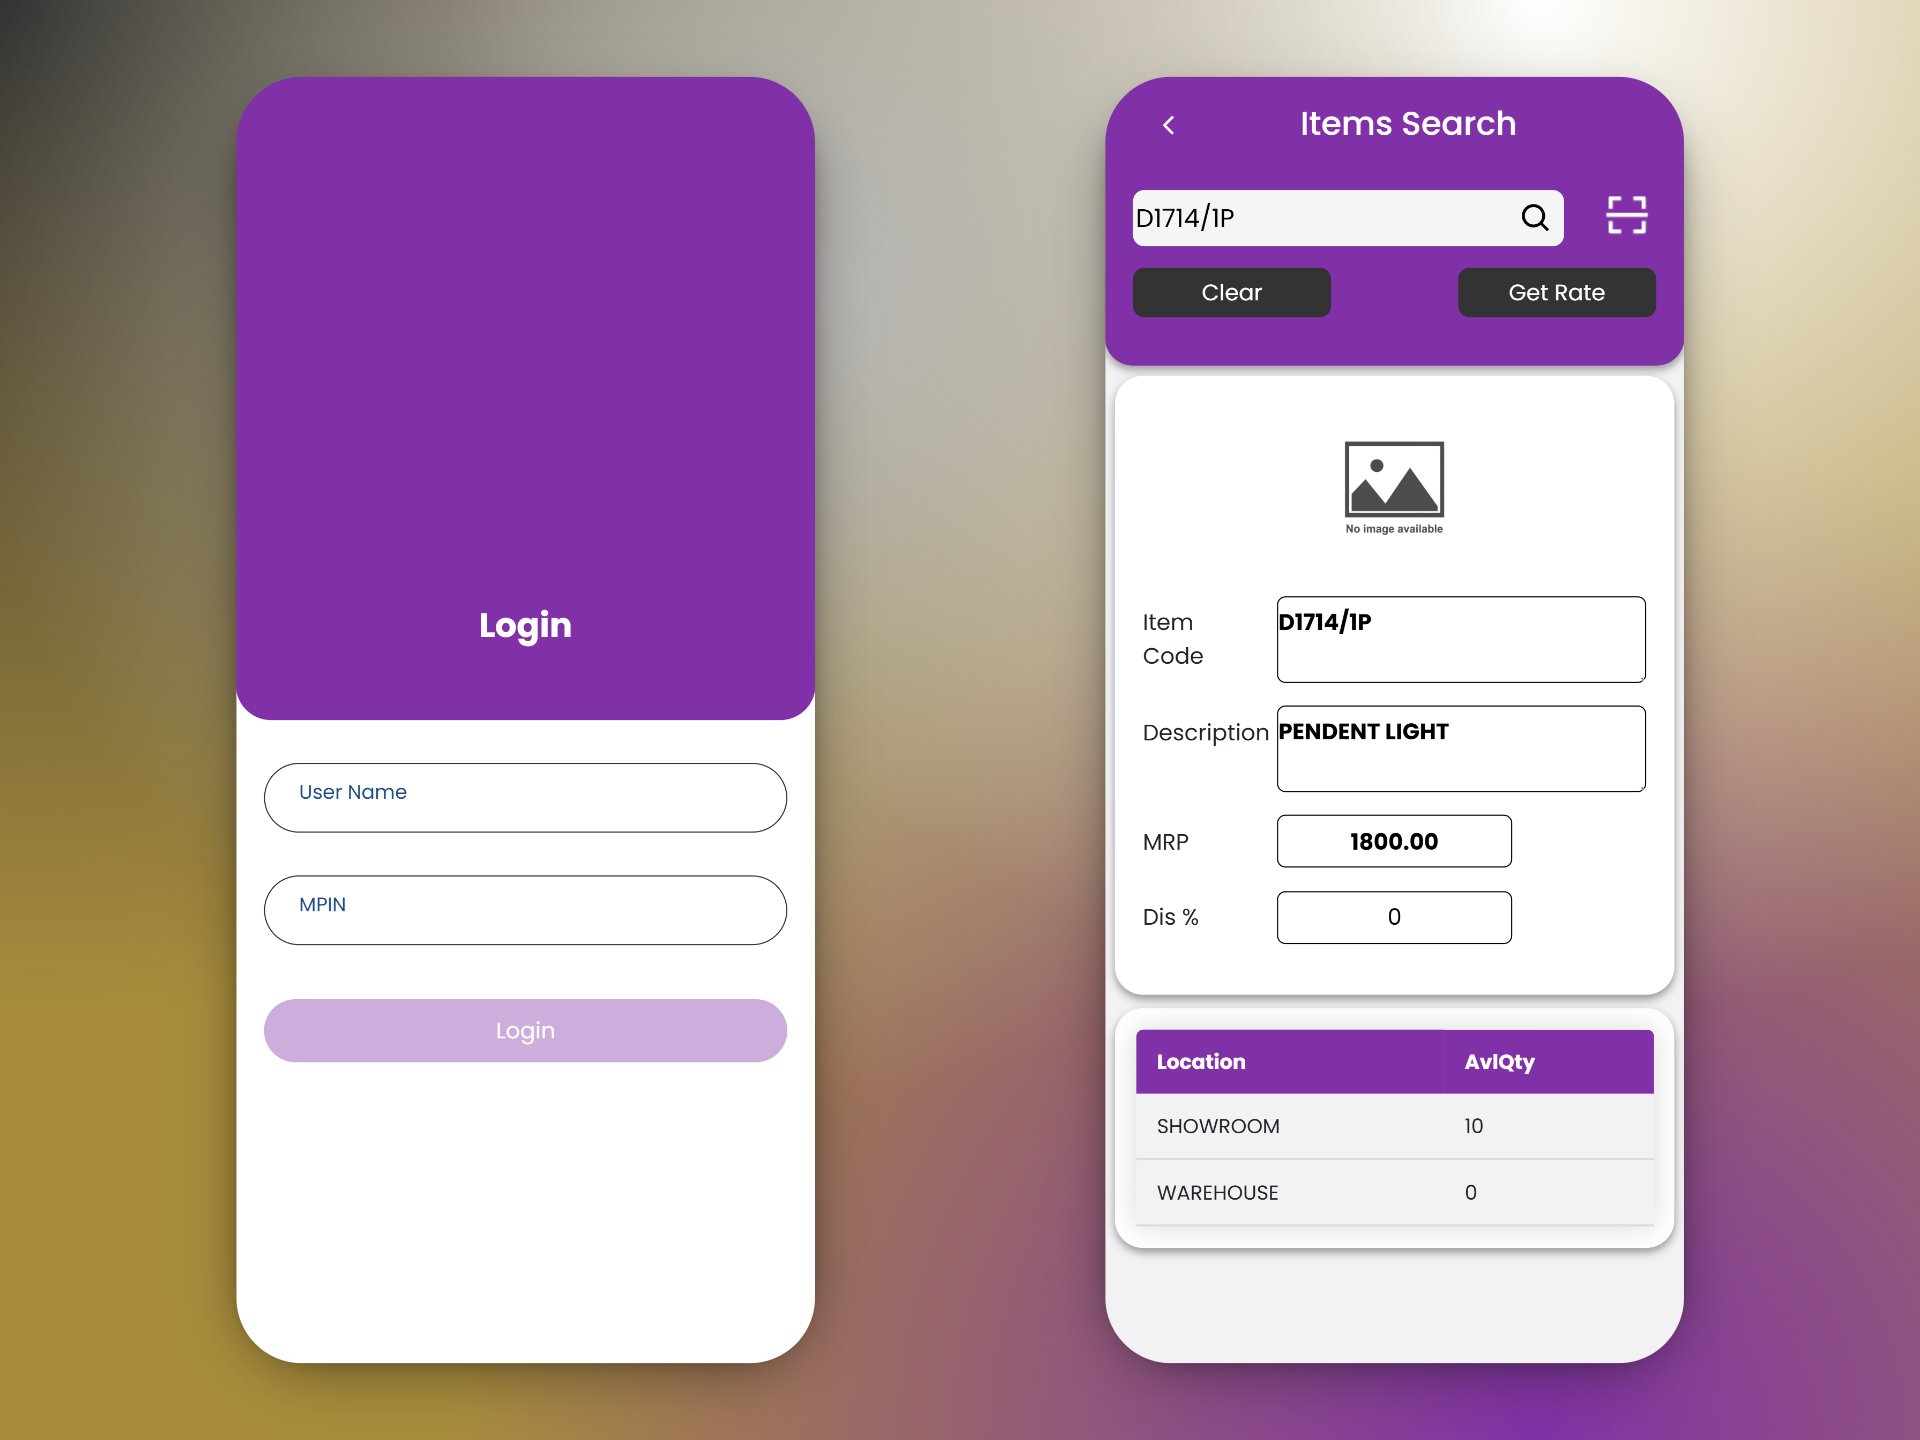 Login
User Name
MPIN
Login
Items Search
D1714/1P
Clear
Get Rate
No image available
Item
Code
D1714/1P
Description
PENDENT LIGHT
MRP
1800.00
Dis %
0
Location AvlQty
SHOWROOM 10
WAREHOUSE 0